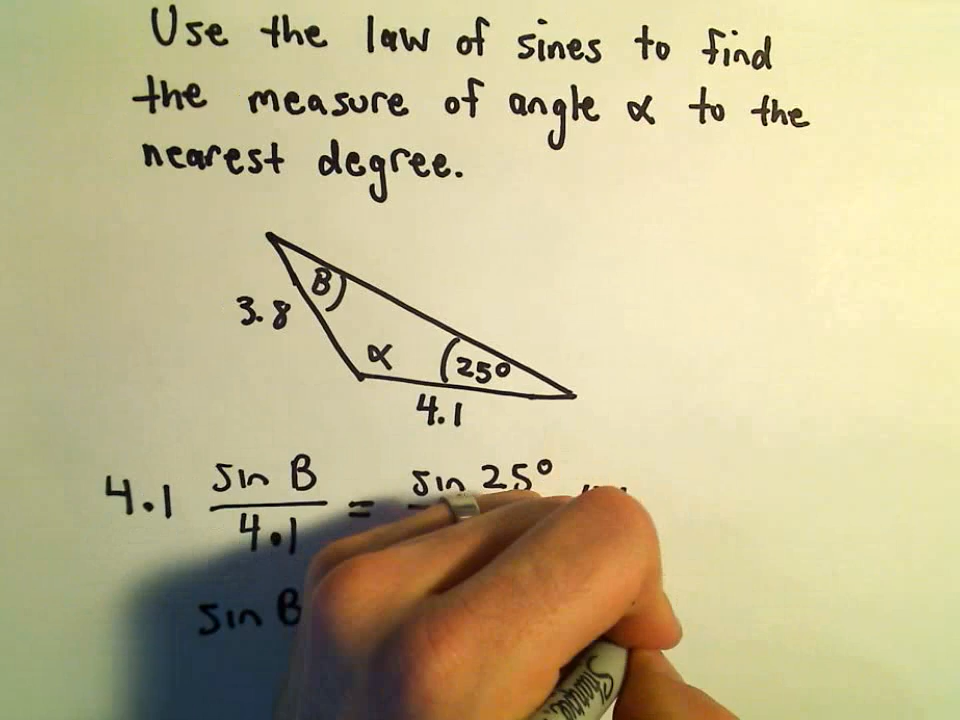 Use the law of sines to find
the measure of angle α to the
nearest degree.
B
3.8
α
25°
4.1
4.1 sin B / 4.1 = sin 25°
sin B
Sharpie